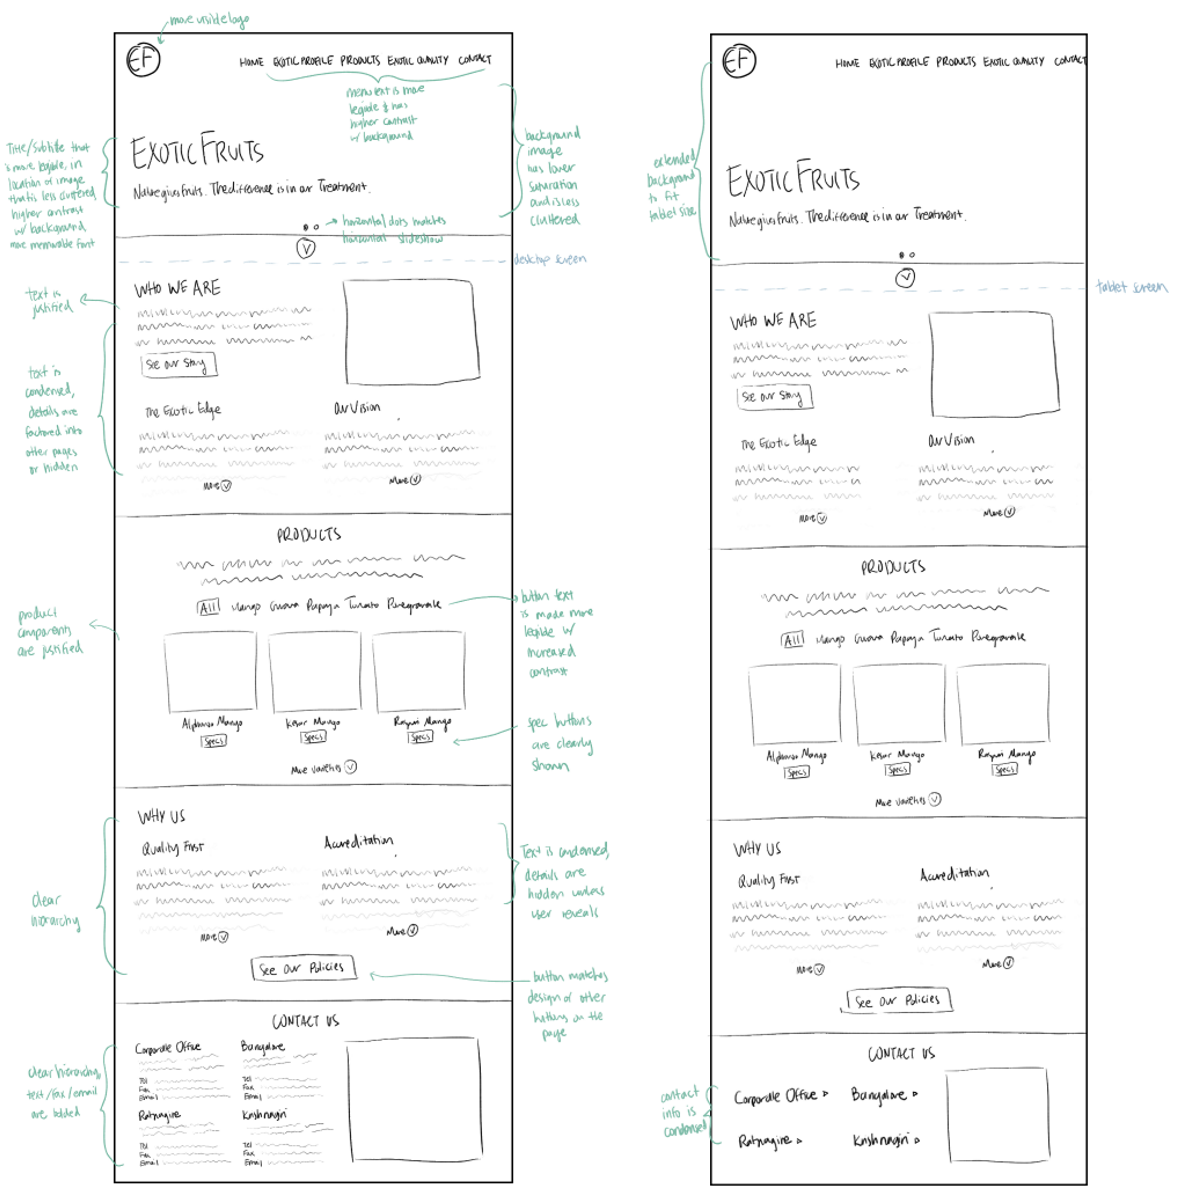 more visible logo
EF
HOME EXOTIC PROFILE PRODUCTS EXOTIC QUALITY CONTACT
menu text is more
legible & has
higher contrast
w/ background
Title/Subtitle that
is more legible, in
location of image
that is less cluttered
higher contrast
w/ background
more memorable font
EXOTIC FRUITS
Nature gives fruits. The difference is in our Treatment.
background
image
has lower
saturation
and is less
cluttered
horizontal dots matches
horizontal slideshow
desktop screen
text is
justified
WHO WE ARE
See our Story
text is
condensed,
details are
factored into
other pages
or hidden
The Exotic Edge
Our Vision
More
More
PRODUCTS
All Mango Guava Papaya Tomato
button text
is made more
legible w/
increased
contrast
product
components
are justified
Alphonso Mango
Kesar Mango
Mango
Specs
Specs
Specs
spec buttons
are clearly
shown
More varieties
WHY US
Quality First
Accreditation
Text is condensed,
details are
hidden unless
user reveals
clear
hierarchy
More
More
See Our Policies
button matches
design of other
buttons on the
page
CONTACT US
Corporate Office
Bangalore
Tel
Fax
Email
Tel
Fax
Email
clear hierarchy,
text/fax/email
are bolded
Ratnagire
Krishnagiri
Tel
Fax
Email
Tel
Fax
Email
EF
HOME EXOTIC PROFILE PRODUCTS EXOTIC QUALITY CONTACT
extended
background
to fit
tablet size
EXOTIC FRUITS
Nature gives fruits. The difference is in our Treatment.
tablet screen
WHO WE ARE
See our Story
The Exotic Edge
Our Vision
More
More
PRODUCTS
All Mango Guava Papaya Tomato
Alphonso Mango
Kesar Mango
Mango
Specs
Specs
Specs
More varieties
WHY US
Quality First
Accreditation
More
More
See Our Policies
CONTACT US
contact
info is
condensed
Corporate Office
Bangalore
Ratnagire
Krishnagiri